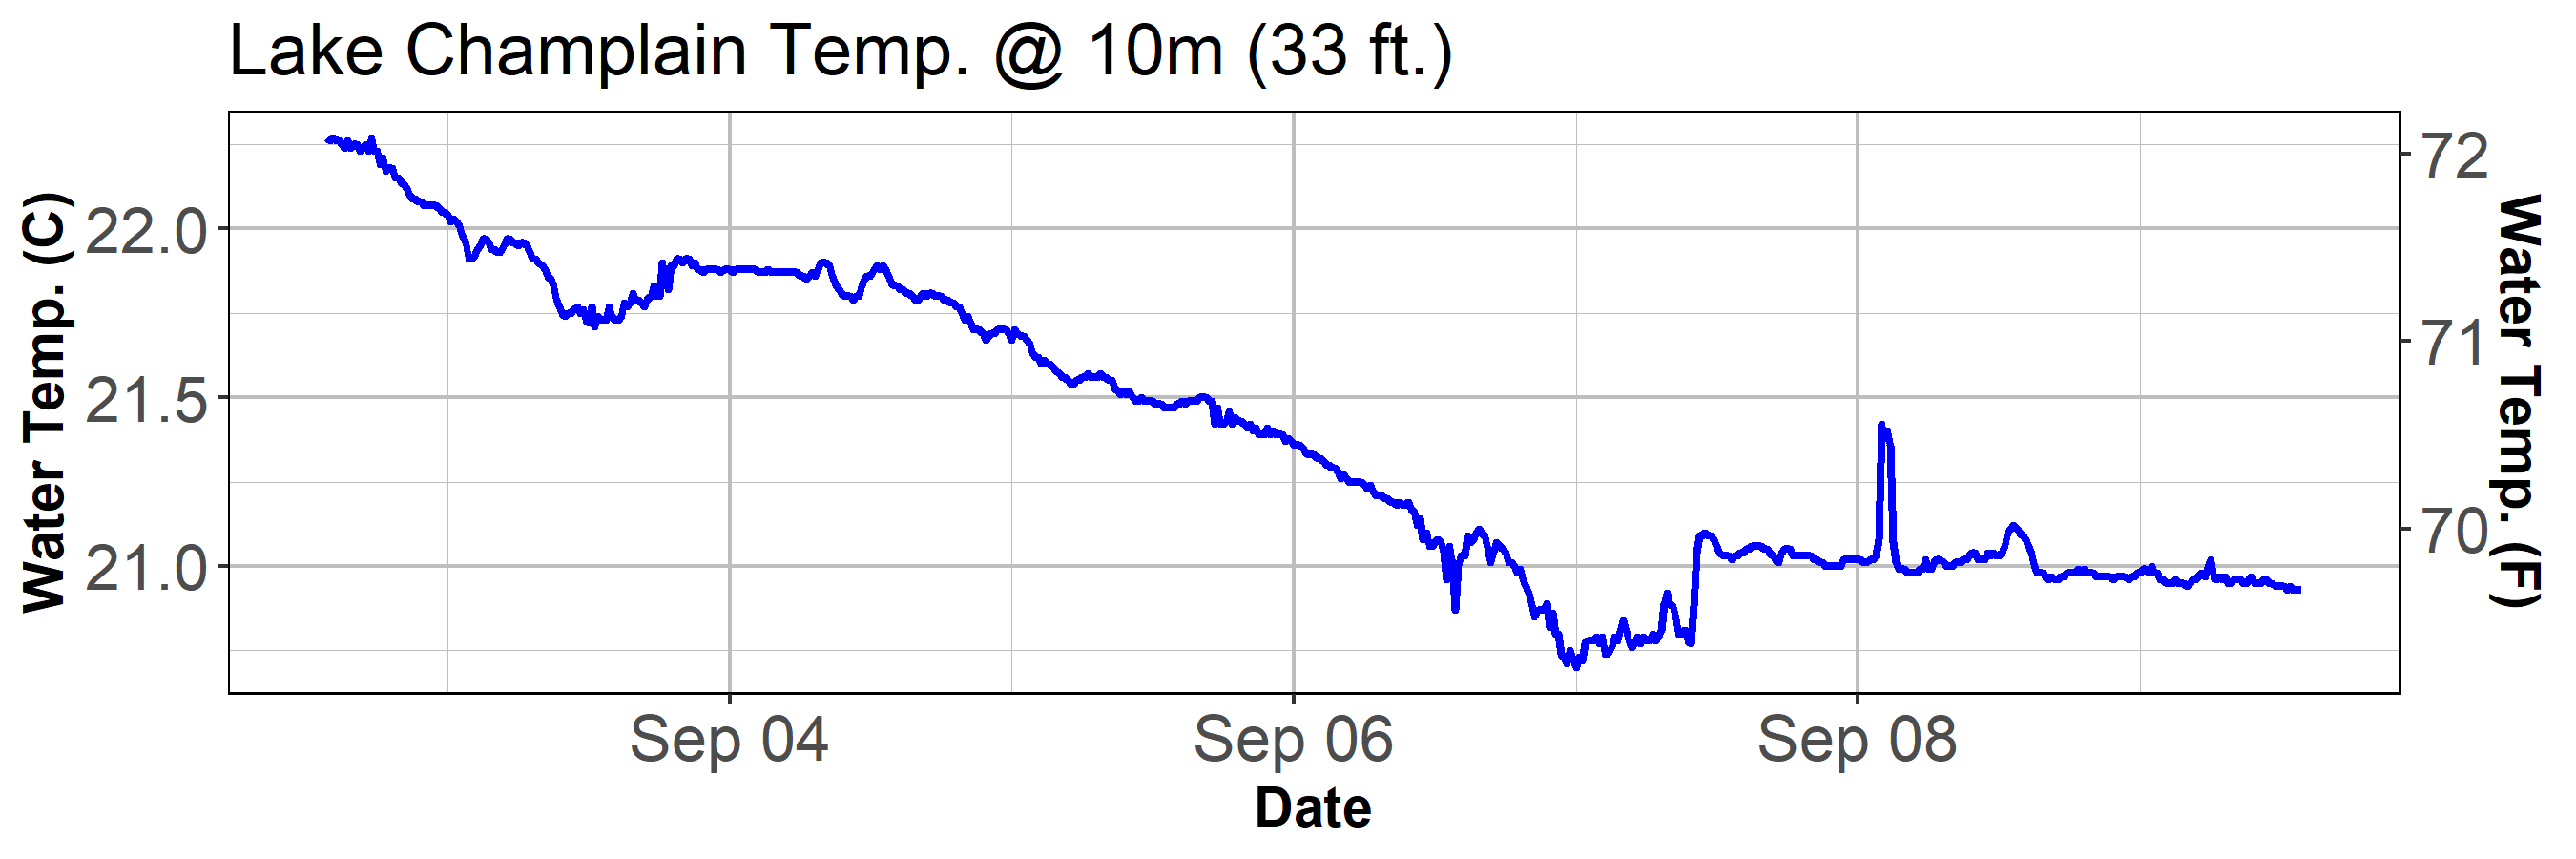 Lake Champlain Temp. @ 10m (33 ft.)
Water Temp. (C)
22.0
21.5
21.0
72
71
70
Water Temp. (F)
Sep 04
Sep 06
Sep 08
Date